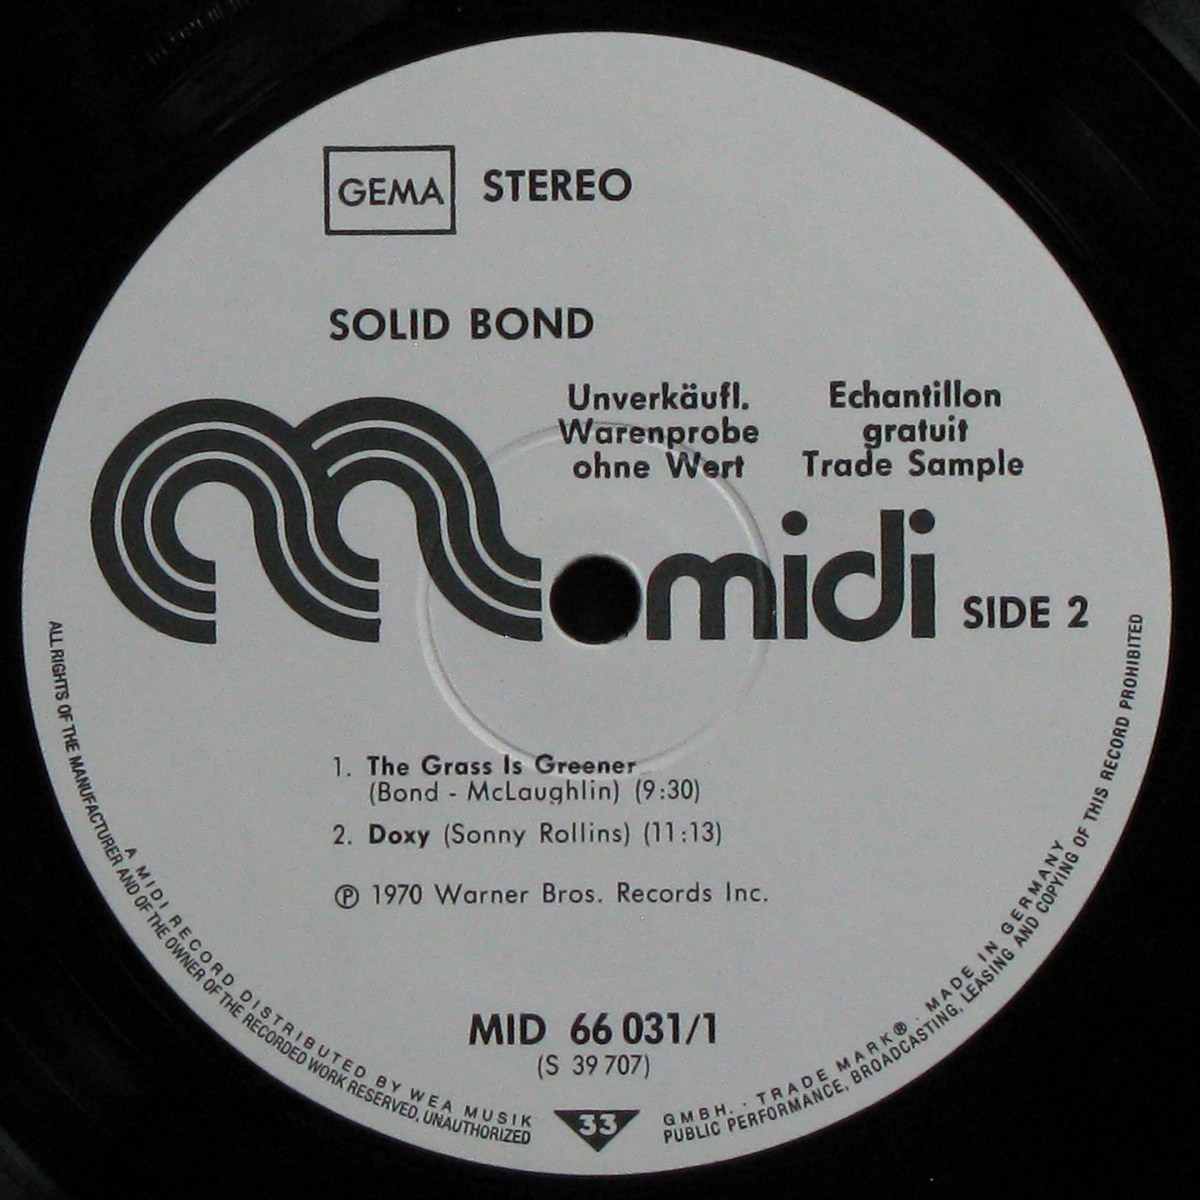 GEMA STEREO
SOLID BOND
Unverkäufl.
Warenprobe
ohne Wert
Echantillon
gratuit
Trade Sample
midi
SIDE 2
1. The Grass Is Greener
(Bond - McLaughlin) (9:30)
2. Doxy (Sonny Rollins) (11:13)
℗ 1970 Warner Bros. Records Inc.
MID 66 031/1
(S 39 707)
33
A MIDI RECORD DISTRIBUTED BY WEA MUSIK GMBH. · TRADE MARK® · MADE IN GERMANY
ALL RIGHTS OF THE MANUFACTURER AND OF THE OWNER OF THE RECORDED WORK RESERVED, UNAUTHORIZED PUBLIC PERFORMANCE, BROADCASTING, LEASING AND COPYING OF THIS RECORD PROHIBITED